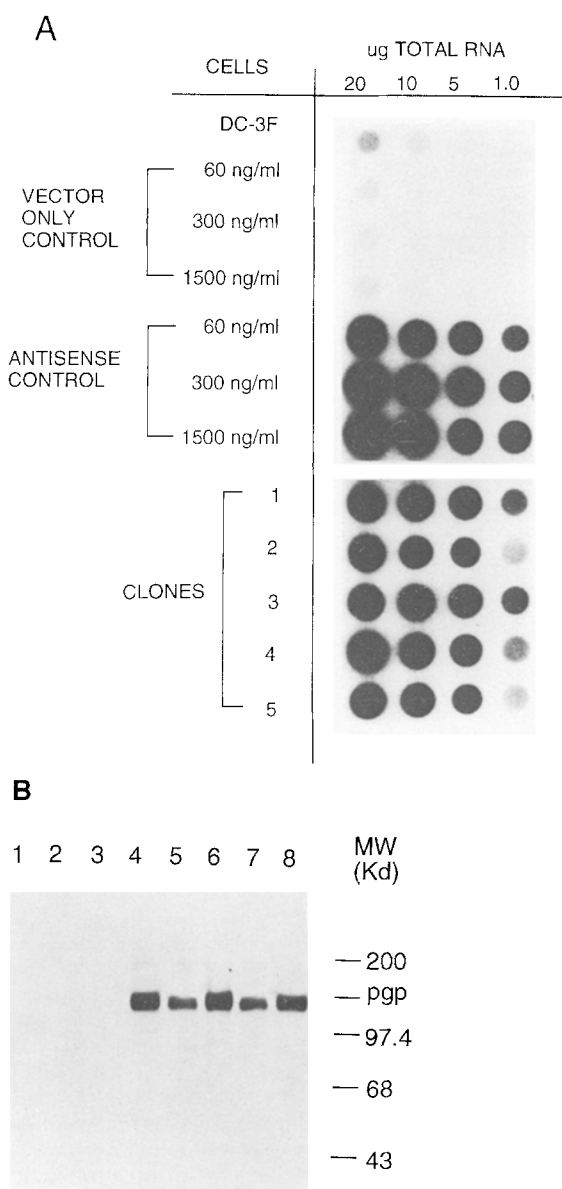 A
ug TOTAL RNA
CELLS
20 10 5 1.0
DC-3F
VECTOR ONLY CONTROL
60 ng/ml
300 ng/ml
1500 ng/ml
ANTISENSE CONTROL
60 ng/ml
300 ng/ml
1500 ng/ml
CLONES
1
2
3
4
5
B
1 2 3 4 5 6 7 8
MW
(Kd)
200
pgp
97.4
68
43